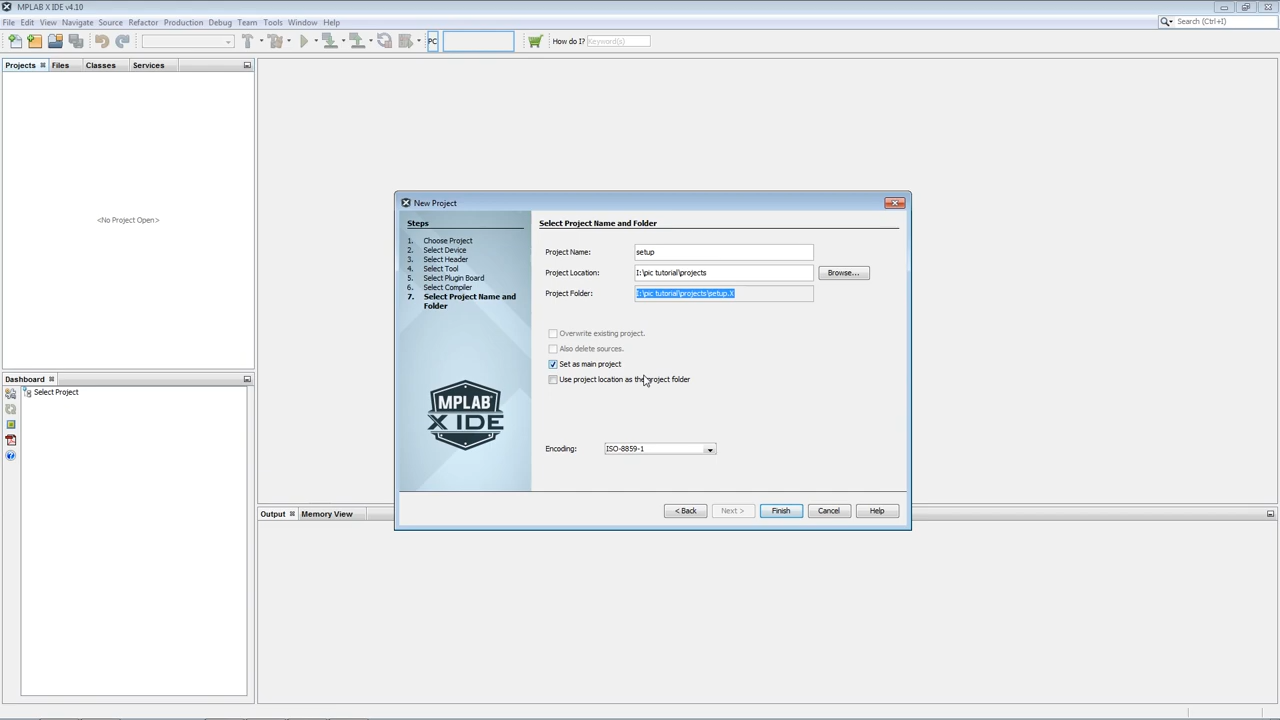 MPLAB X IDE v4.10
File Edit View Navigate Source Refactor Production Debug Team Tools Window Help
Search (Ctrl+I)
PC
How do I? Keyword(s)
Projects Files Classes Services
<No Project Open>
Dashboard
Select Project
New Project
Steps
1. Choose Project
2. Select Device
3. Select Header
4. Select Tool
5. Select Plugin Board
6. Select Compiler
7. Select Project Name and
Folder
MPLAB
X IDE
Select Project Name and Folder
Project Name: setup
Project Location: I:\pic tutorial\projects Browse...
Project Folder: I:\pic tutorial\projects\setup.X
Overwrite existing project.
Also delete sources.
Set as main project
Use project location as the project folder
Encoding: ISO-8859-1
< Back Next > Finish Cancel Help
Output Memory View